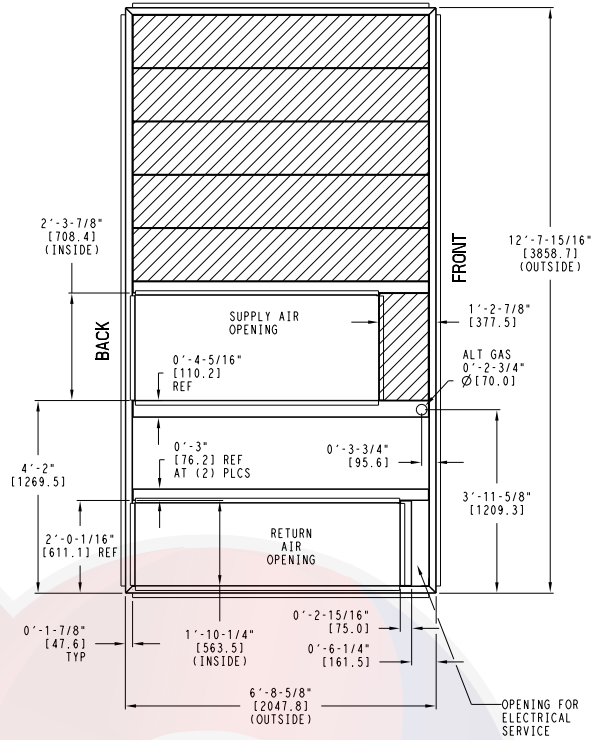 2'-3-7/8"
[708.4]
(INSIDE)
BACK
SUPPLY AIR
OPENING
0'-4-5/16"
[110.2]
REF
FRONT
12'-7-15/16"
[3858.7]
(OUTSIDE)
1'-2-7/8"
[377.5]
ALT GAS
0'-2-3/4"
Ø[70.0]
4'-2"
[1269.5]
0'-3"
[76.2] REF
AT (2) PLCS
0'-3-3/4"
[95.6]
3'-11-5/8"
[1209.3]
2'-0-1/16"
[611.1] REF
RETURN
AIR
OPENING
0'-1-7/8"
[47.6]
TYP
1'-10-1/4"
[563.5]
(INSIDE)
0'-2-15/16"
[75.0]
0'-6-1/4"
[161.5]
6'-8-5/8"
[2047.8]
(OUTSIDE)
OPENING FOR
ELECTRICAL
SERVICE